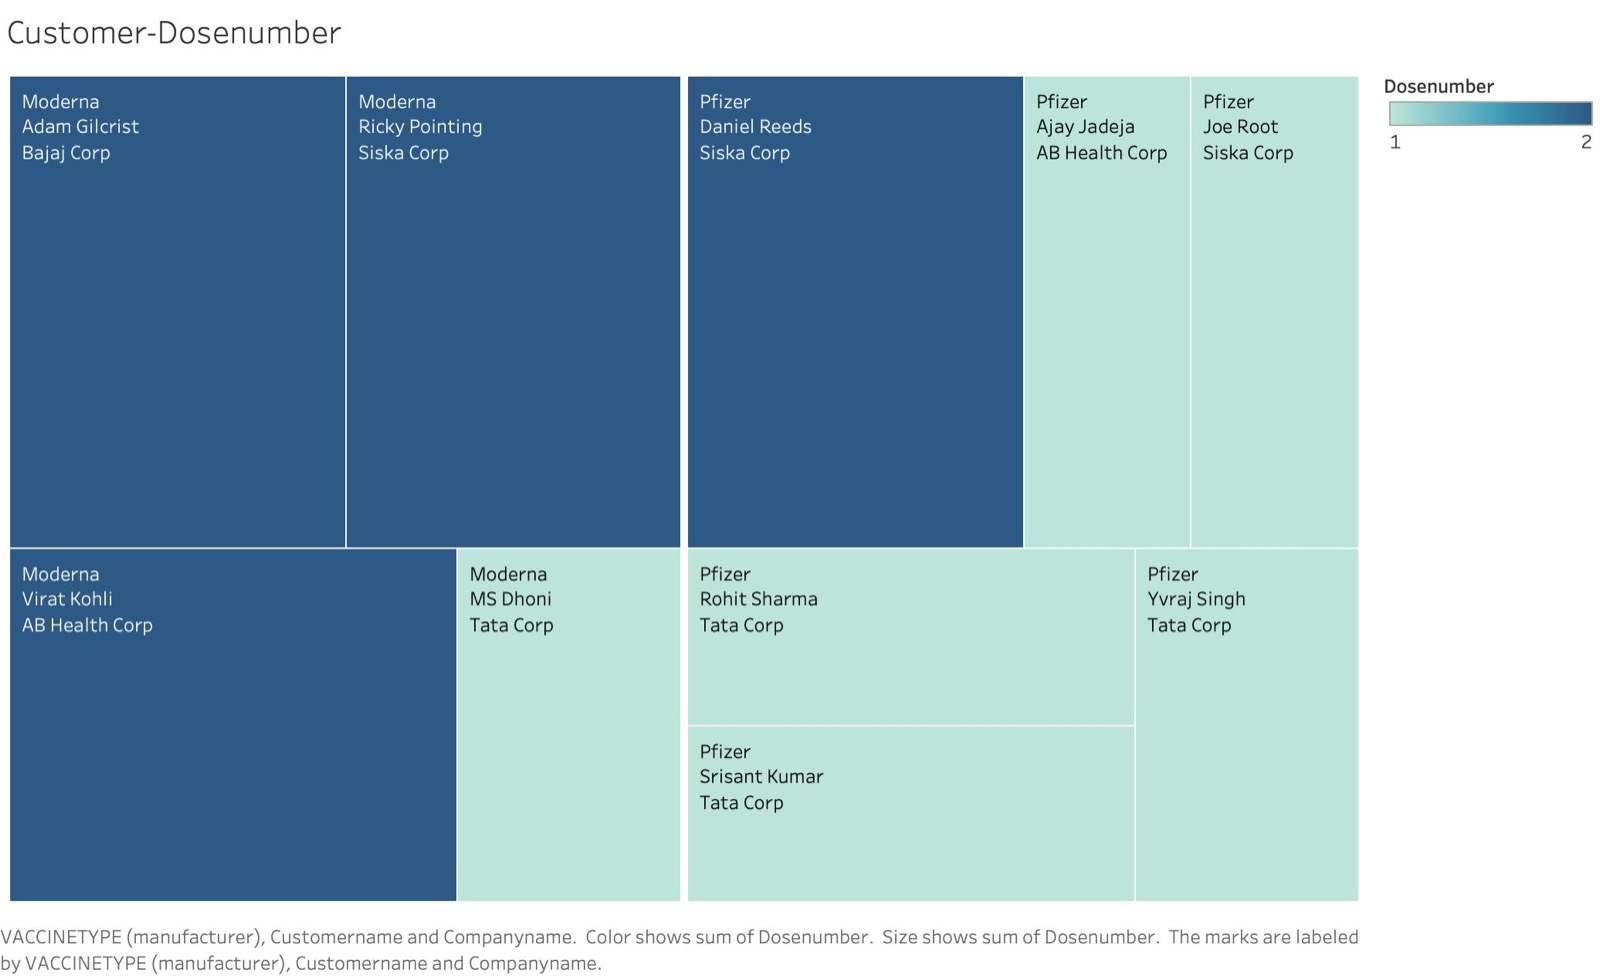 Customer-Dosenumber
Moderna
Adam Gilcrist
Bajaj Corp
Moderna
Ricky Pointing
Siska Corp
Pfizer
Daniel Reeds
Siska Corp
Pfizer
Ajay Jadeja
AB Health Corp
Pfizer
Joe Root
Siska Corp
Dosenumber
1
2
Moderna
Virat Kohli
AB Health Corp
Moderna
MS Dhoni
Tata Corp
Pfizer
Rohit Sharma
Tata Corp
Pfizer
Yvraj Singh
Tata Corp
Pfizer
Srisant Kumar
Tata Corp
VACCINETYPE (manufacturer), Customername and Companyname.  Color shows sum of Dosenumber.  Size shows sum of Dosenumber.  The marks are labeled
by VACCINETYPE (manufacturer), Customername and Companyname.